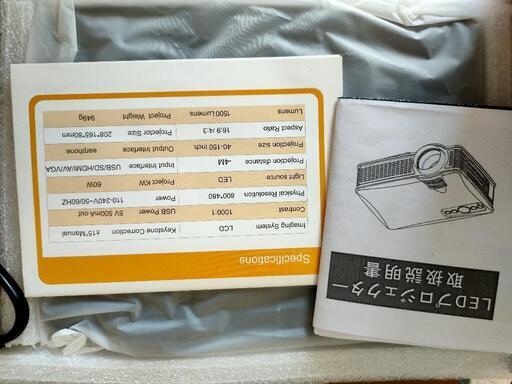 Specifications
Imaging System LCD Keystone Correction ±15°Manual
Contrast 100:1 USB Power 5V 500mA out
Physical Resolution 800*480 Power 110-240V~50/60HZ
Light source LED Project KW 60W
Projection distance ~4M Input Interface USB/SD/HDMI/AV/VGA
Projection size 40-150 inch Output Interface earphone
Aspect Ratio 16:9 /4:3 Projector Size 208*165*80mm
Lumens 1500 Lumens Project Weight 949g
LEDプロジェクター
取扱説明書